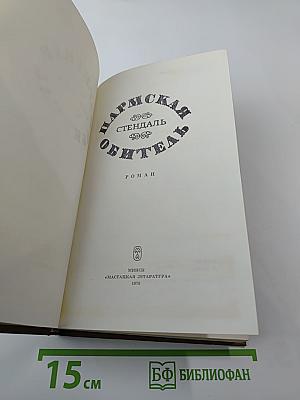 ПАРМСКАЯ
СТЕНДАЛЬ
ОБИТЕЛЬ
РОМАН
МИНСК
«МАСТАЦКАЯ ЛІТАРАТУРА»
15 см
БФ БИБЛИОФАН